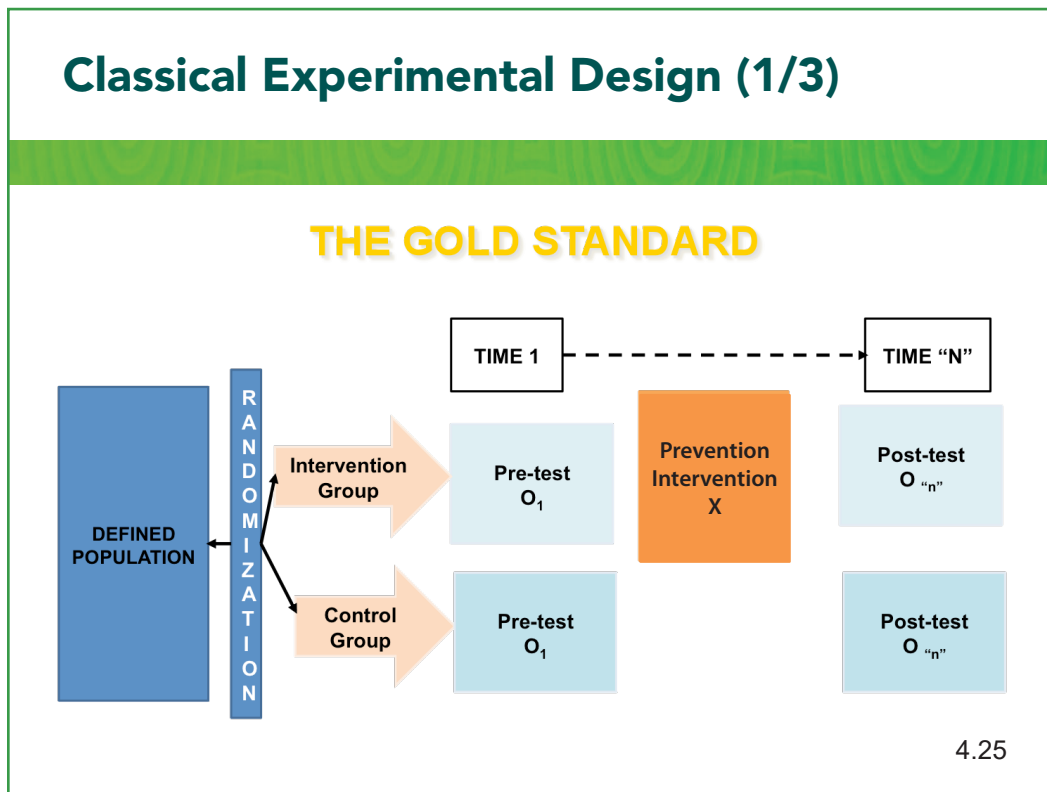 Classical Experimental Design (1/3)
THE GOLD STANDARD
TIME 1
TIME “N”
DEFINED
POPULATION
RANDOMIZATION
Intervention
Group
Pre-test
O1
Prevention
Intervention
X
Post-test
O “n”
Control
Group
Pre-test
O1
Post-test
O “n”
4.25